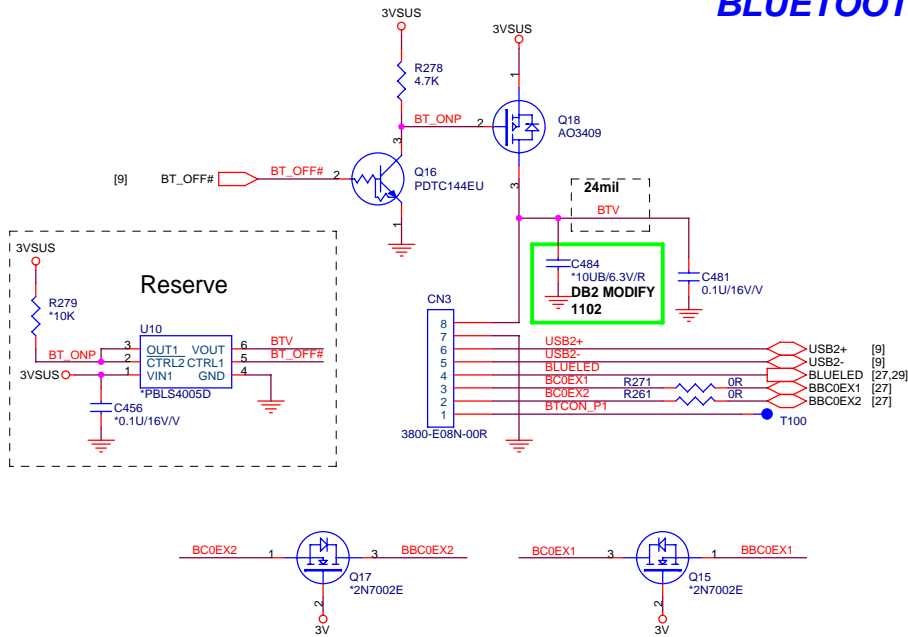 BLUETOOT
3VSUS
R278
4.7K
3VSUS
1
BT_ONP
2
Q18
AO3409
3
3
[9]
BT_OFF#
BT_OFF#
2
Q16
PDTC144EU
1
24mil
BTV
C484
*10UB/6.3V/R
DB2 MODIFY
1102
C481
0.1U/16V/V
3VSUS
Reserve
R279
*10K
U10
BT_ONP
3
OUT1
VOUT
6
BTV
2
CTRL2
CTRL1
5
BT_OFF#
3VSUS
1
VIN1
GND
4
*PBLS4005D
C456
*0.1U/16V/V
CN3
8
7
6
USB2+
USB2+
[9]
5
USB2-
USB2-
[9]
4
BLUELED
BLUELED
[27,29]
3
BC0EX1
R271
0R
BBC0EX1
[27]
2
BC0EX2
R261
0R
BBC0EX2
[27]
1
BTCON_P1
T100
3800-E08N-00R
BC0EX2
1
3
BBC0EX2
Q17
*2N7002E
2
3V
BC0EX1
3
1
BBC0EX1
Q15
*2N7002E
2
3V